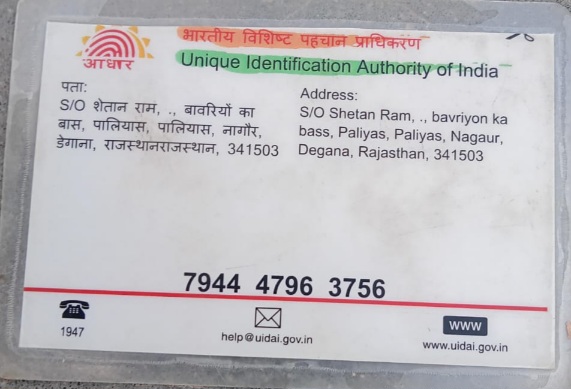 भारतीय विशिष्ट पहचान प्राधिकरण
Unique Identification Authority of India
आधार
पता:
S/O शेतान राम, ., बावरियों का
बास, पालियास, पालियास, नागौर,
डेगाना, राजस्थानराजस्थान, 341503
Address:
S/O Shetan Ram, ., bavriyon ka
bass, Paliyas, Paliyas, Nagaur,
Degana, Rajasthan, 341503
7944 4796 3756
1947
help@uidai.gov.in
www
www.uidai.gov.in